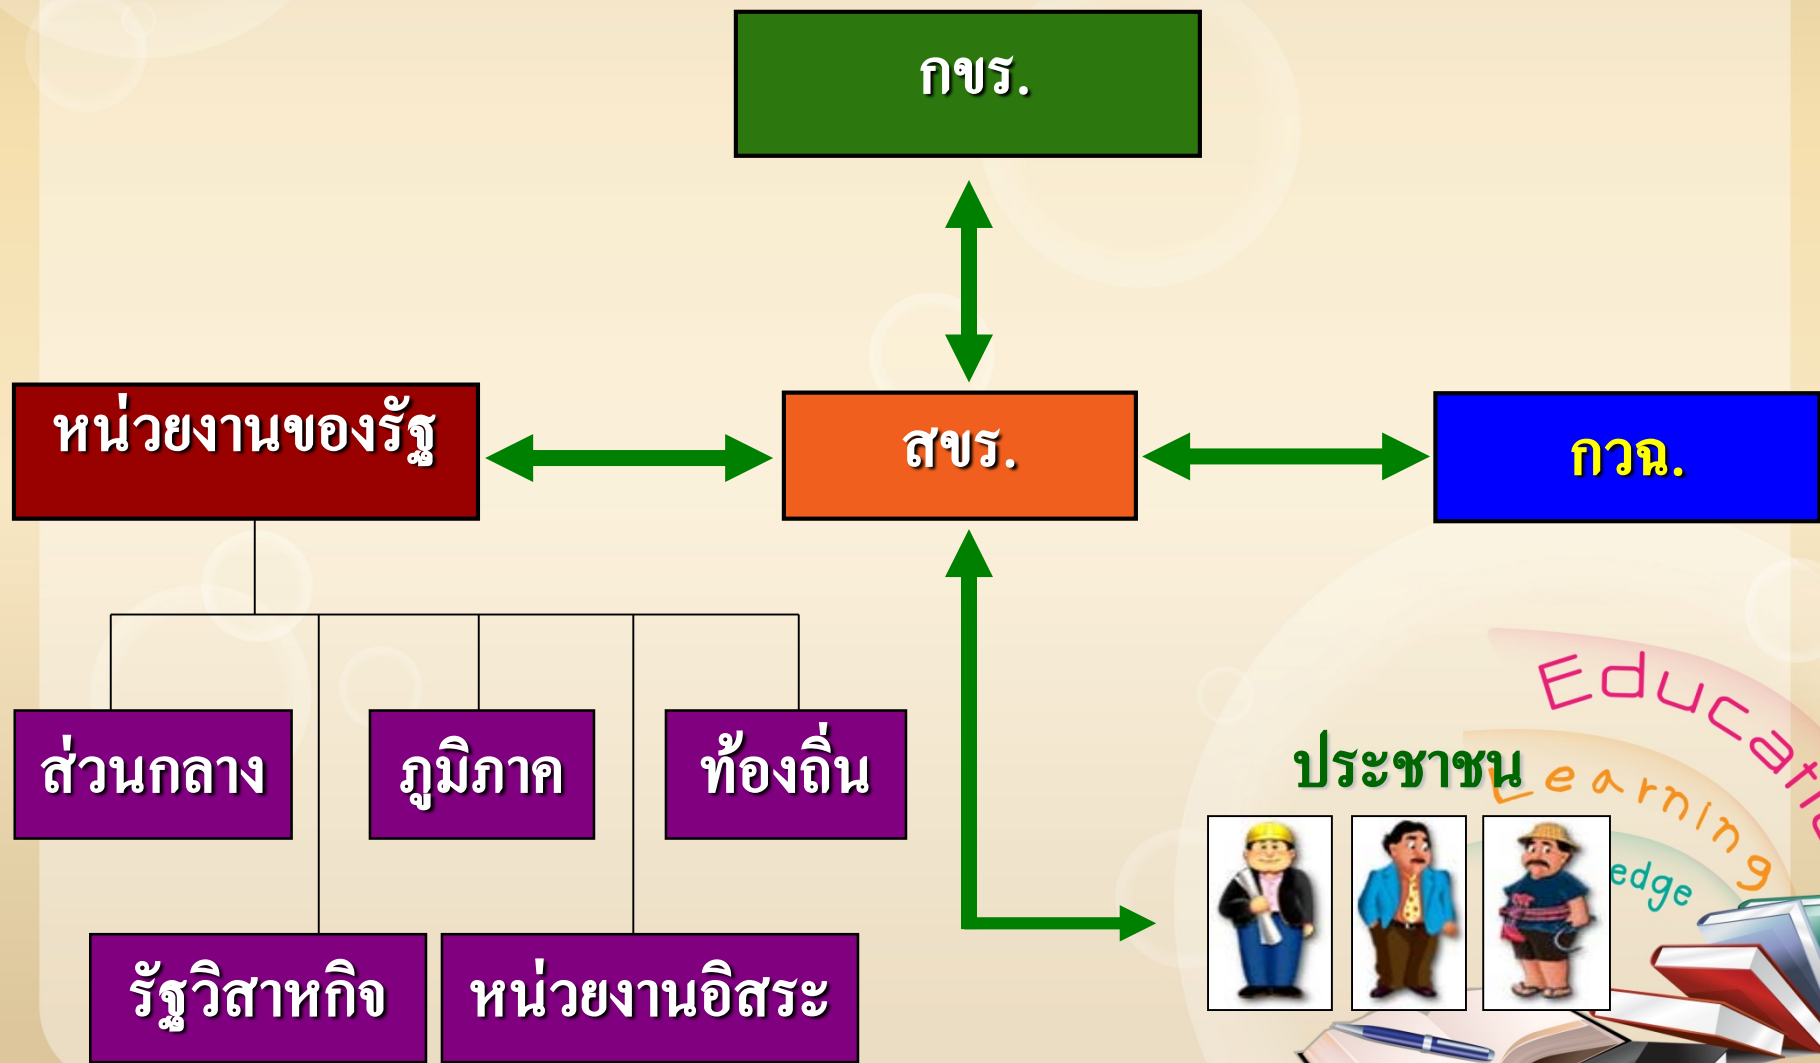 กขร.
หน่วยงานของรัฐ
สขร.
กวฉ.
ส่วนกลาง
ภูมิภาค
ท้องถิ่น
รัฐวิสาหกิจ
หน่วยงานอิสระ
ประชาชน
Learning